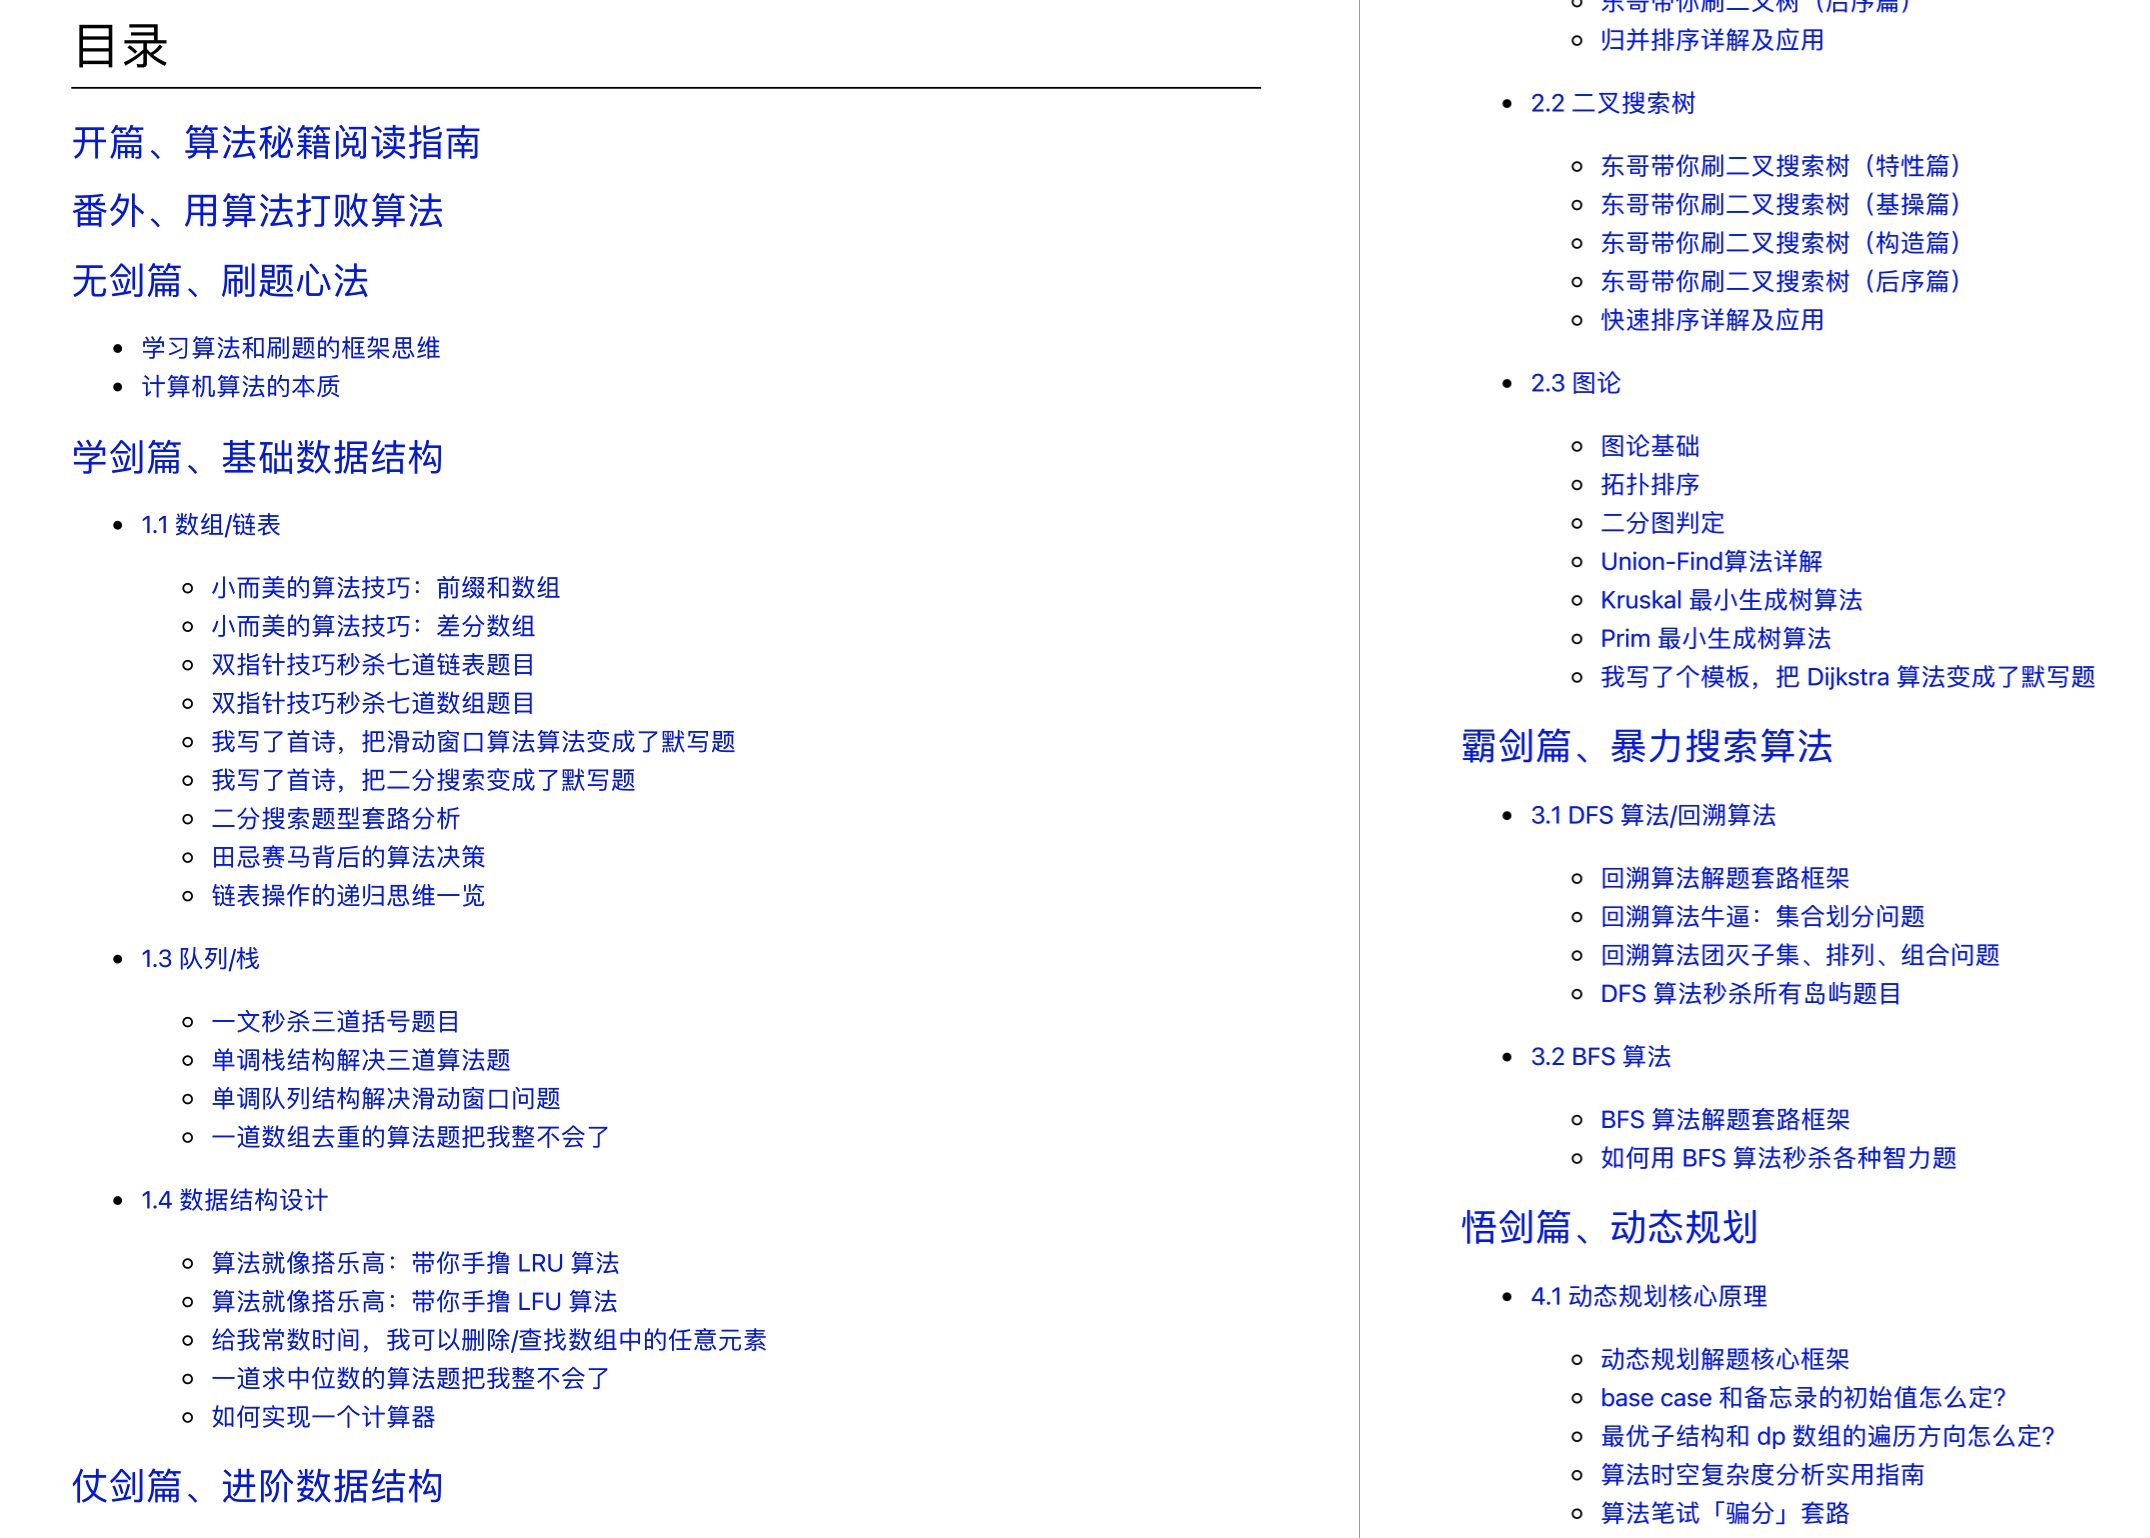 目录
开篇、算法秘籍阅读指南
番外、用算法打败算法
无剑篇、刷题心法
学习算法和刷题的框架思维
计算机算法的本质
学剑篇、基础数据结构
1.1 数组/链表
小而美的算法技巧：前缀和数组
小而美的算法技巧：差分数组
双指针技巧秒杀七道链表题目
双指针技巧秒杀七道数组题目
我写了首诗，把滑动窗口算法算法变成了默写题
我写了首诗，把二分搜索变成了默写题
二分搜索题型套路分析
田忌赛马背后的算法决策
链表操作的递归思维一览
1.3 队列/栈
一文秒杀三道括号题目
单调栈结构解决三道算法题
单调队列结构解决滑动窗口问题
一道数组去重的算法题把我整不会了
1.4 数据结构设计
算法就像搭乐高：带你手撸 LRU 算法
算法就像搭乐高：带你手撸 LFU 算法
给我常数时间，我可以删除/查找数组中的任意元素
一道求中位数的算法题把我整不会了
如何实现一个计算器
仗剑篇、进阶数据结构
东哥带你刷二叉树（后序篇）
归并排序详解及应用
2.2 二叉搜索树
东哥带你刷二叉搜索树（特性篇）
东哥带你刷二叉搜索树（基操篇）
东哥带你刷二叉搜索树（构造篇）
东哥带你刷二叉搜索树（后序篇）
快速排序详解及应用
2.3 图论
图论基础
拓扑排序
二分图判定
Union-Find算法详解
Kruskal 最小生成树算法
Prim 最小生成树算法
我写了个模板，把 Dijkstra 算法变成了默写题
霸剑篇、暴力搜索算法
3.1 DFS 算法/回溯算法
回溯算法解题套路框架
回溯算法牛逼：集合划分问题
回溯算法团灭子集、排列、组合问题
DFS 算法秒杀所有岛屿题目
3.2 BFS 算法
BFS 算法解题套路框架
如何用 BFS 算法秒杀各种智力题
悟剑篇、动态规划
4.1 动态规划核心原理
动态规划解题核心框架
base case 和备忘录的初始值怎么定？
最优子结构和 dp 数组的遍历方向怎么定？
算法时空复杂度分析实用指南
算法笔试「骗分」套路